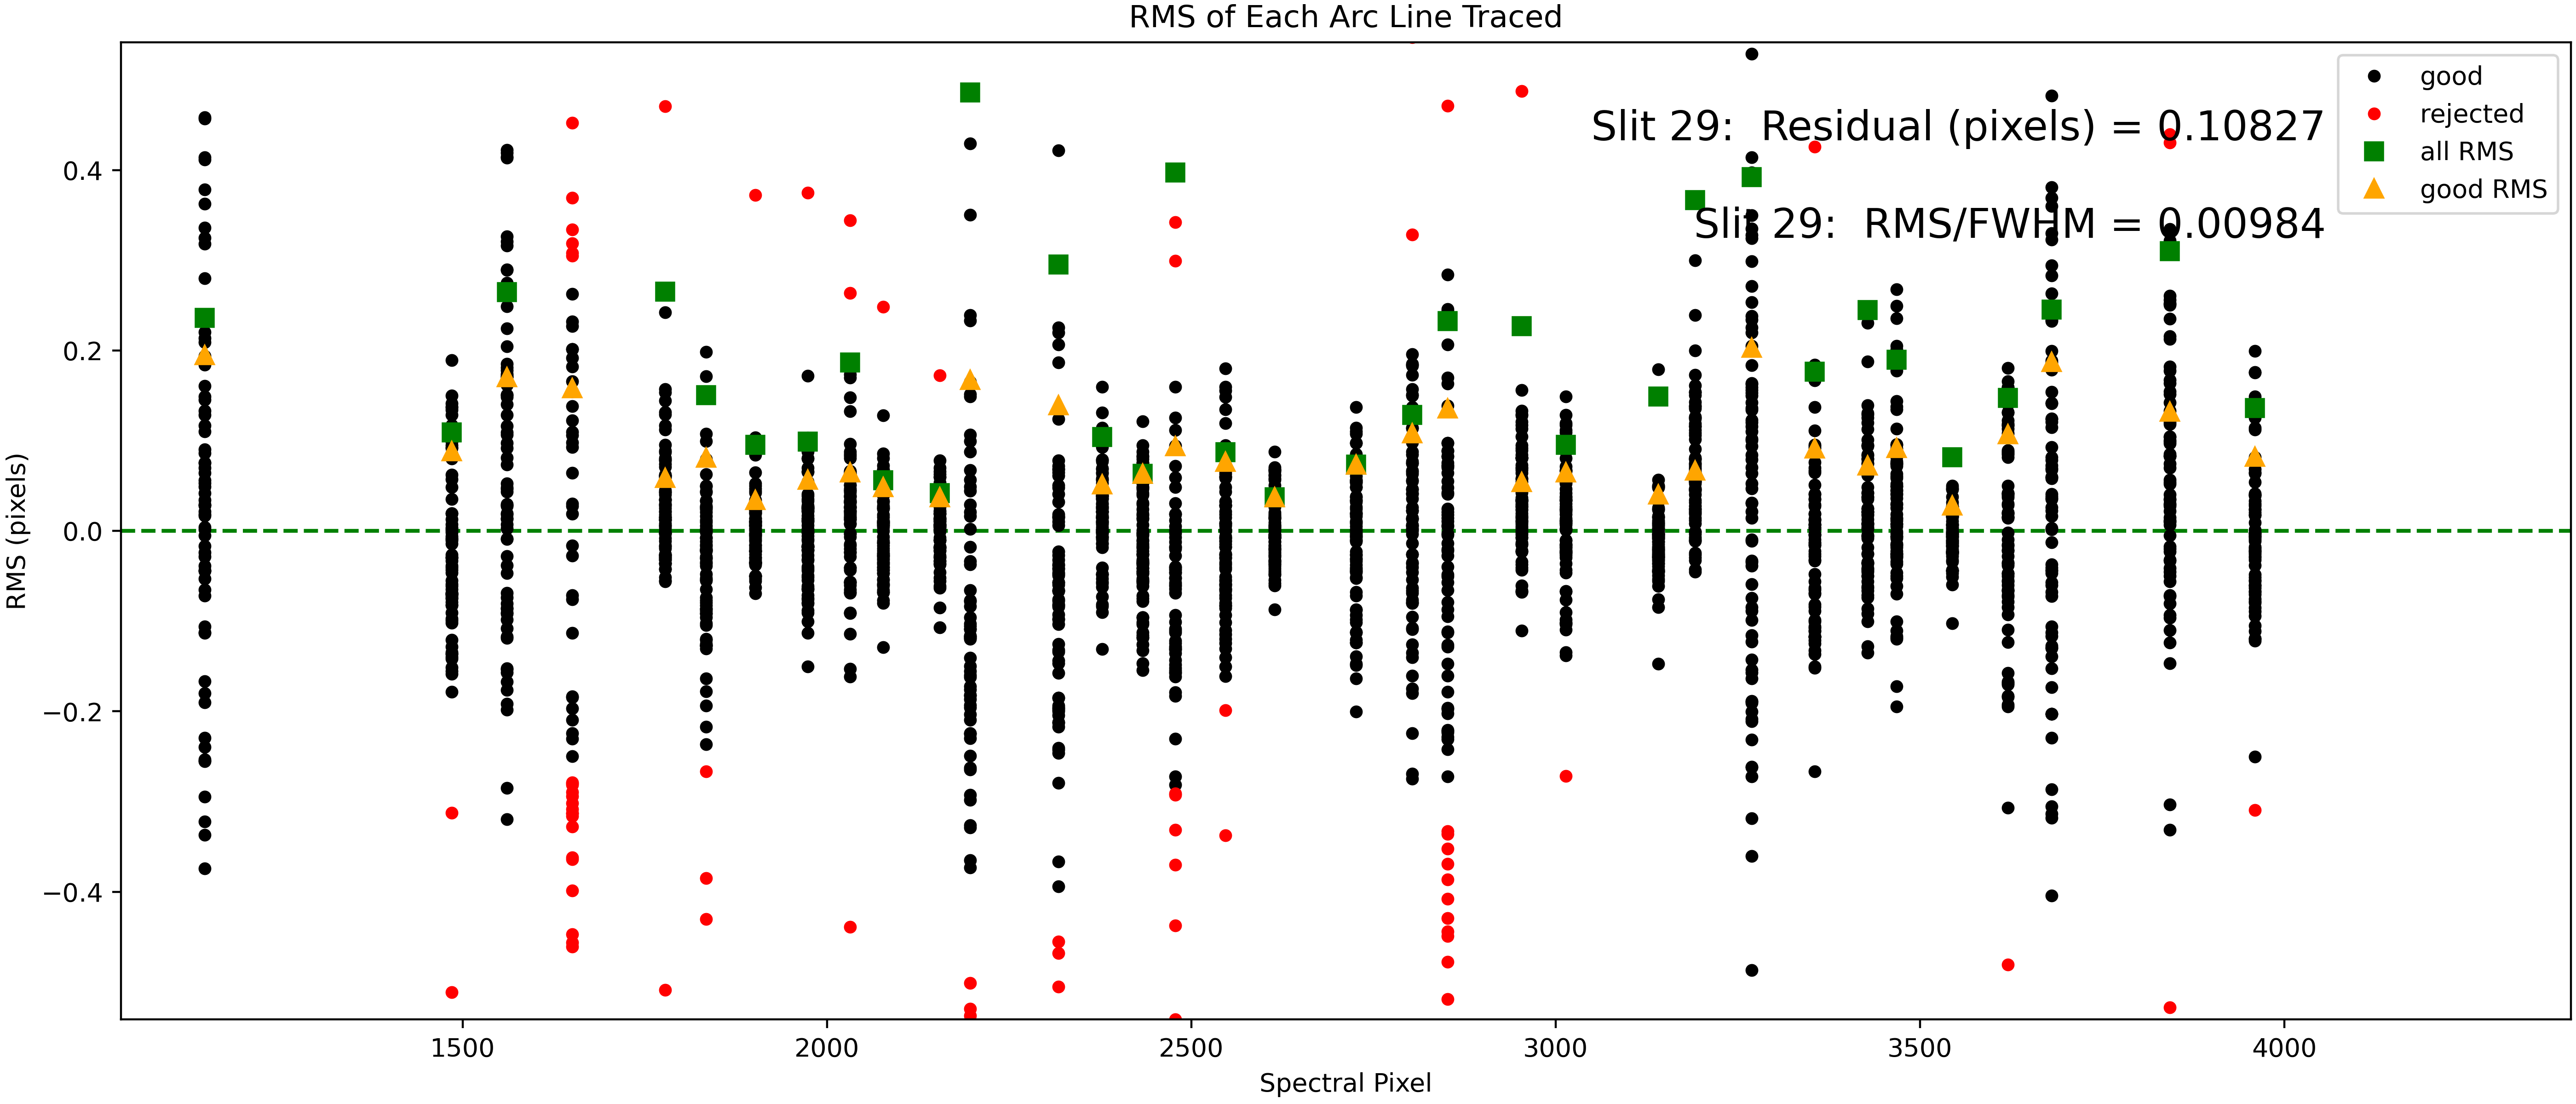 RMS of Each Arc Line Traced
good
rejected
all RMS
good RMS
Slit 29:  Residual (pixels) = 0.10827
Slit 29:  RMS/FWHM = 0.00984
RMS (pixels)
0.4
0.2
0.0
−0.2
−0.4
1500 2000 2500 3000 3500 4000
Spectral Pixel